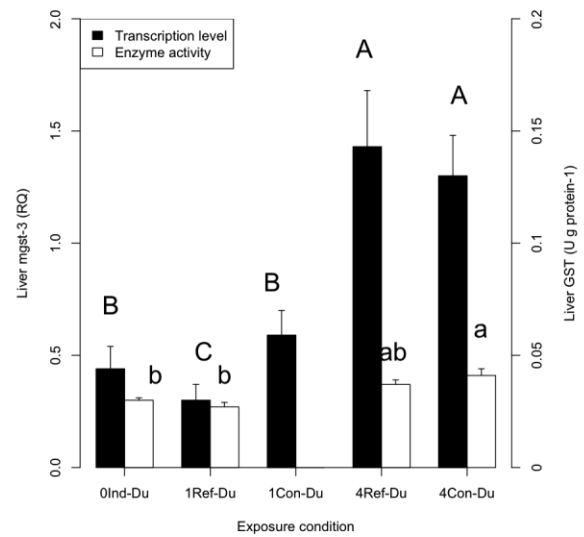 2.0
0.2
Transcription level
Enzyme activity
A
A
1.5
0.15
Liver mgst-3 (RQ)
Liver GST (U g protein-1)
1.0
0.1
B
B
C
b
b
ab
a
0.5
0.05
0.0
0
0Ind-Du
1Ref-Du
1Con-Du
4Ref-Du
4Con-Du
Exposure condition